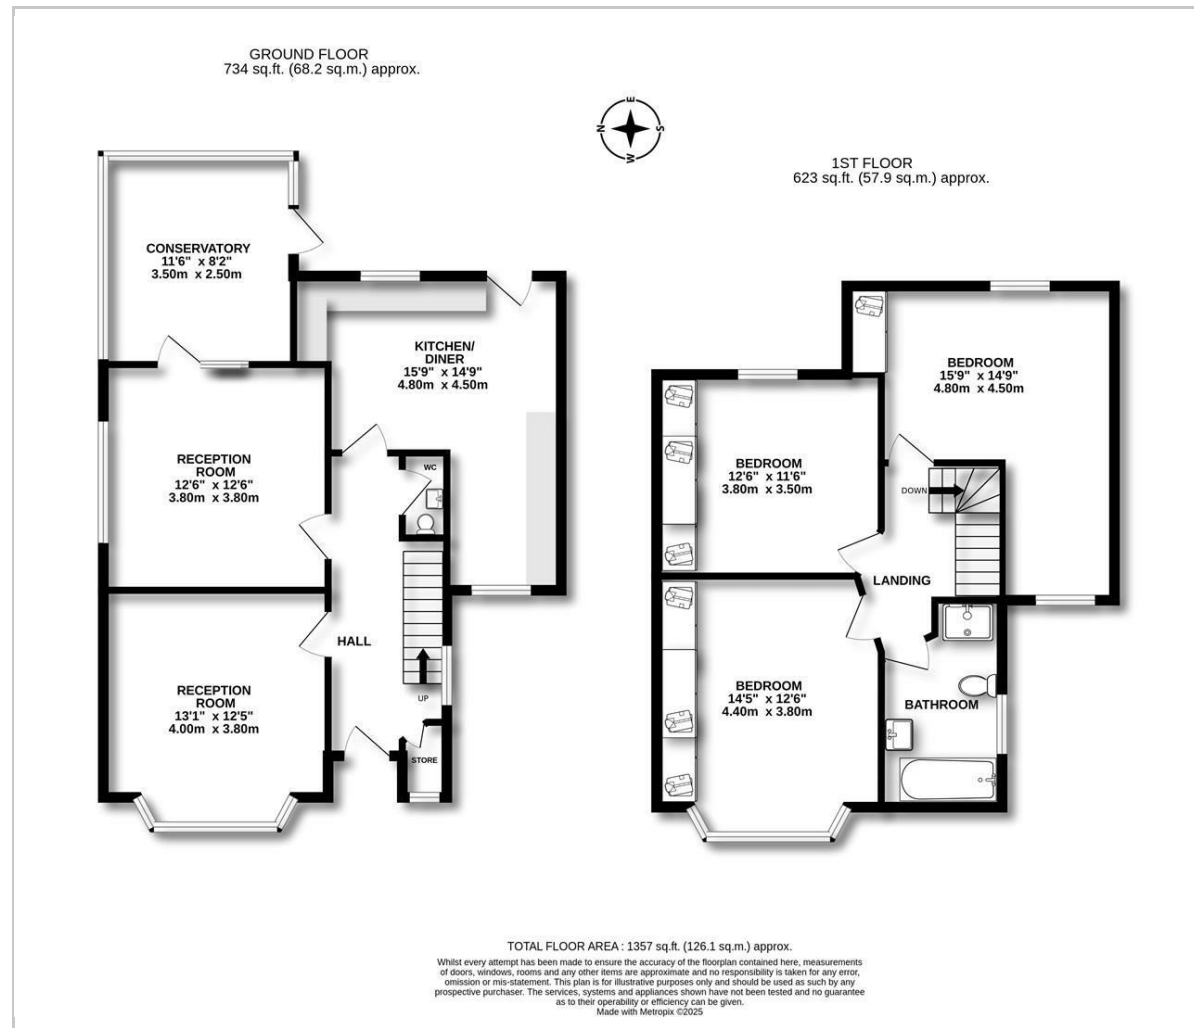 GROUND FLOOR
734 sq.ft. (68.2 sq.m.) approx.
N
E
S
W
1ST FLOOR
623 sq.ft. (57.9 sq.m.) approx.
CONSERVATORY
11'6" x 8'2"
3.50m x 2.50m
KITCHEN/
DINER
15'9" x 14'9"
4.80m x 4.50m
RECEPTION
ROOM
12'6" x 12'6"
3.80m x 3.80m
WC
HALL
UP
RECEPTION
ROOM
13'1" x 12'5"
4.00m x 3.80m
STORE
BEDROOM
15'9" x 14'9"
4.80m x 4.50m
BEDROOM
12'6" x 11'6"
3.80m x 3.50m
DOWN
LANDING
BEDROOM
14'5" x 12'6"
4.40m x 3.80m
BATHROOM
TOTAL FLOOR AREA : 1357 sq.ft. (126.1 sq.m.) approx.
Whilst every attempt has been made to ensure the accuracy of the floorplan contained here, measurements
of doors, windows, rooms and any other items are approximate and no responsibility is taken for any error,
omission or mis-statement. This plan is for illustrative purposes only and should be used as such by any
prospective purchaser. The services, systems and appliances shown have not been tested and no guarantee
as to their operability or efficiency can be given.
Made with Metropix ©2025